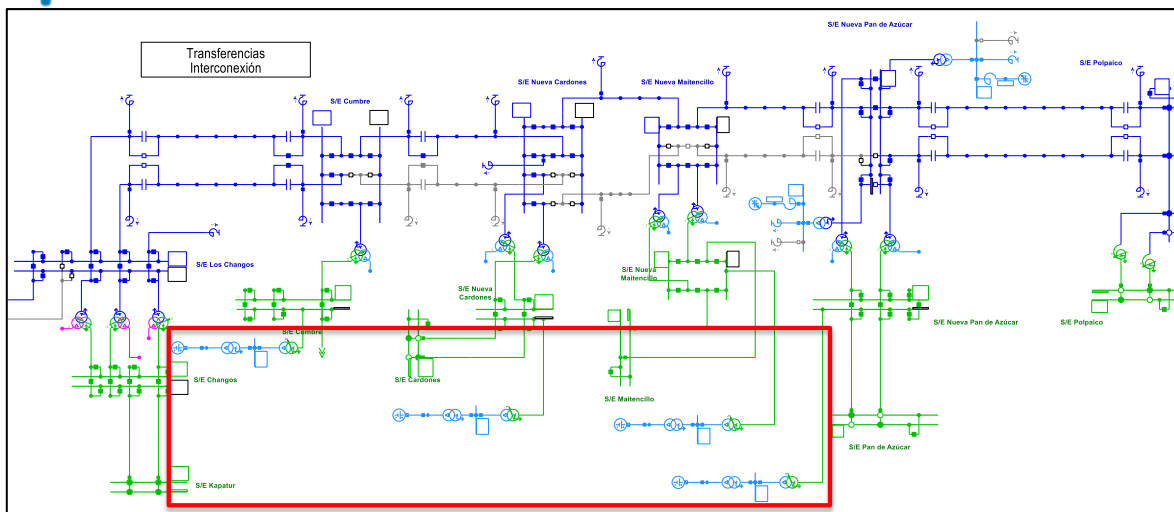 S/E Nueva Pan de Azúcar
Transferencias
Interconexión
S/E Polpaico
S/E Nueva Cardones
S/E Nueva Maitencillo
S/E Cumbre
S/E Los Changos
S/E Nueva
Maitencillo
S/E Nueva
Cardones
S/E Nueva Pan de Azúcar
S/E Polpaico
S/E Cumbre
S/E Changos
S/E Cardones
S/E Maitencillo
S/E Pan de Azúcar
S/E Kapatur